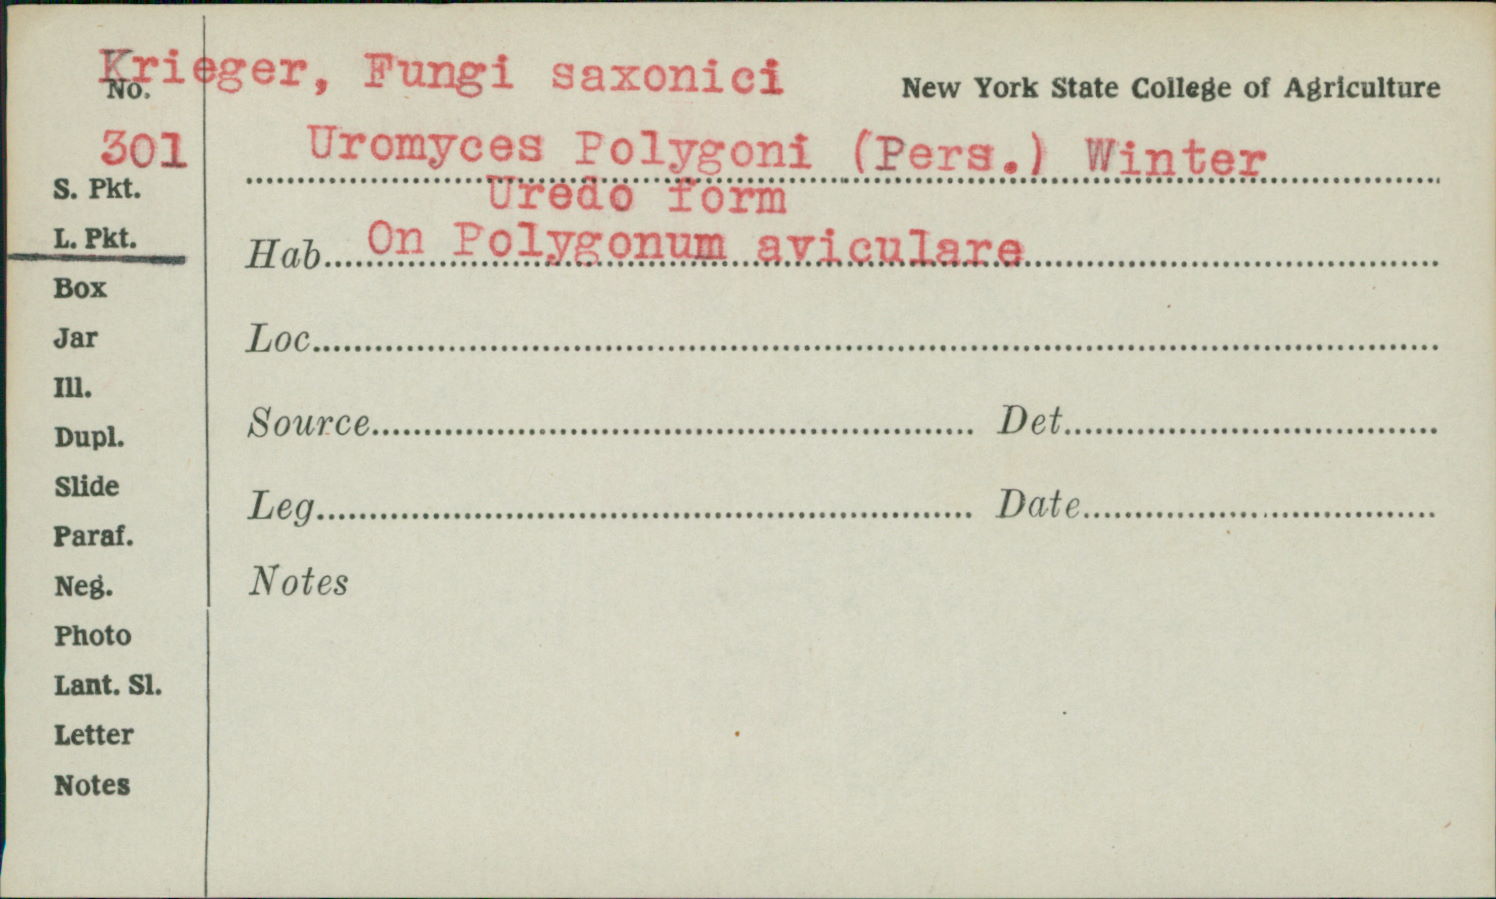 Krieger, Fungi saxonici
No.
New York State College of Agriculture
301
Uromyces Polygoni (Pers.) Winter
Uredo form
S. Pkt.
L. Pkt.
Hab. On Polygonum aviculare
Box
Jar
Loc.
Ill.
Dupl.
Source
Det.
Slide
Leg.
Date
Paraf.
Neg.
Notes
Photo
Lant. Sl.
Letter
Notes